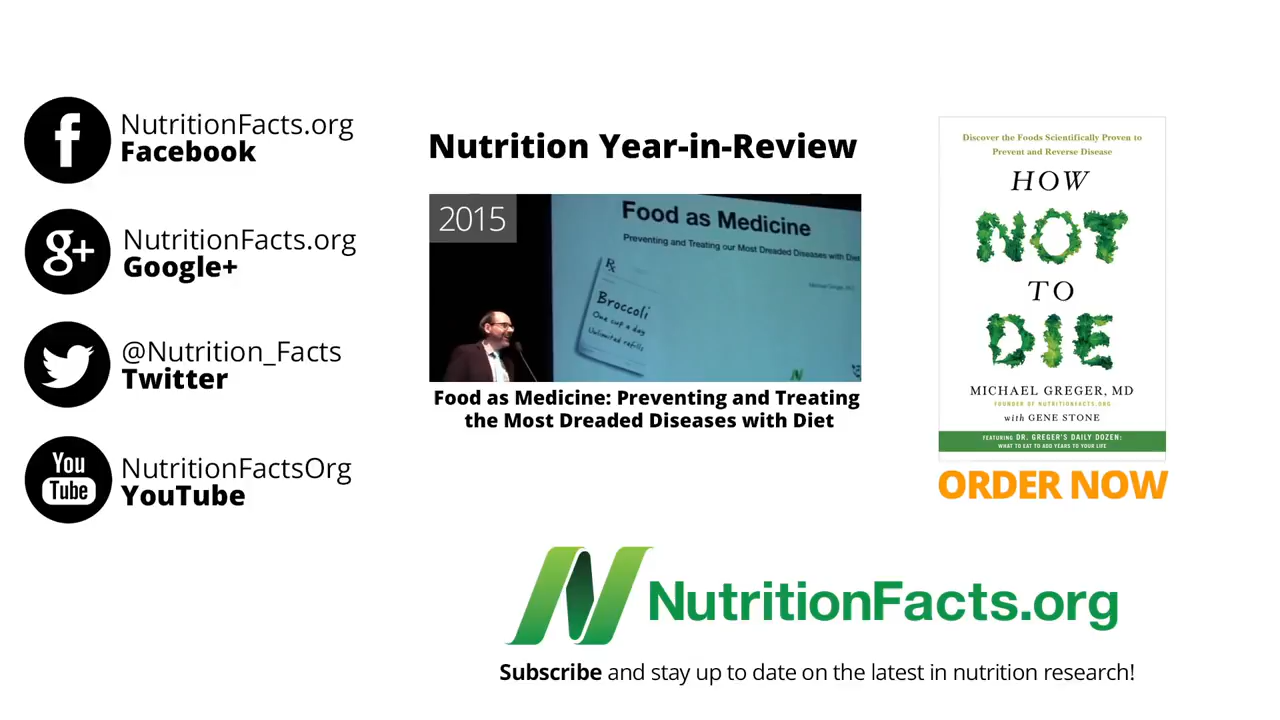 NutritionFacts.org
Facebook
NutritionFacts.org
Google+
@Nutrition_Facts
Twitter
You
Tube
NutritionFactsOrg
YouTube
Nutrition Year-in-Review
2015
Food as Medicine
Preventing and Treating our Most Dreaded Diseases with Diet
Broccoli
One cup a day
Unlimited refills
Food as Medicine: Preventing and Treating
the Most Dreaded Diseases with Diet
Discover the Foods Scientifically Proven to
Prevent and Reverse Disease
HOW
NOT
TO
DIE
MICHAEL GREGER, MD
FOUNDER OF NUTRITIONFACTS.ORG
with GENE STONE
FEATURING DR. GREGER'S DAILY DOZEN:
WHAT TO EAT TO ADD YEARS TO YOUR LIFE
ORDER NOW
NutritionFacts.org
Subscribe and stay up to date on the latest in nutrition research!